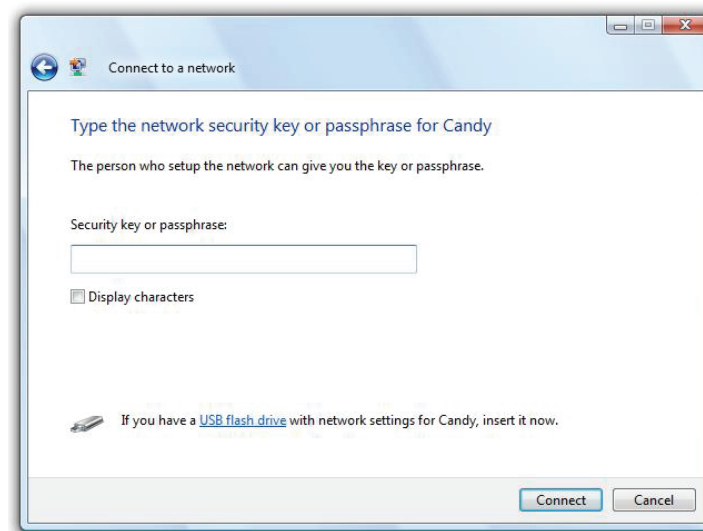 Connect to a network
Type the network security key or passphrase for Candy
The person who setup the network can give you the key or passphrase.
Security key or passphrase:
Display characters
If you have a USB flash drive with network settings for Candy, insert it now.
Connect Cancel